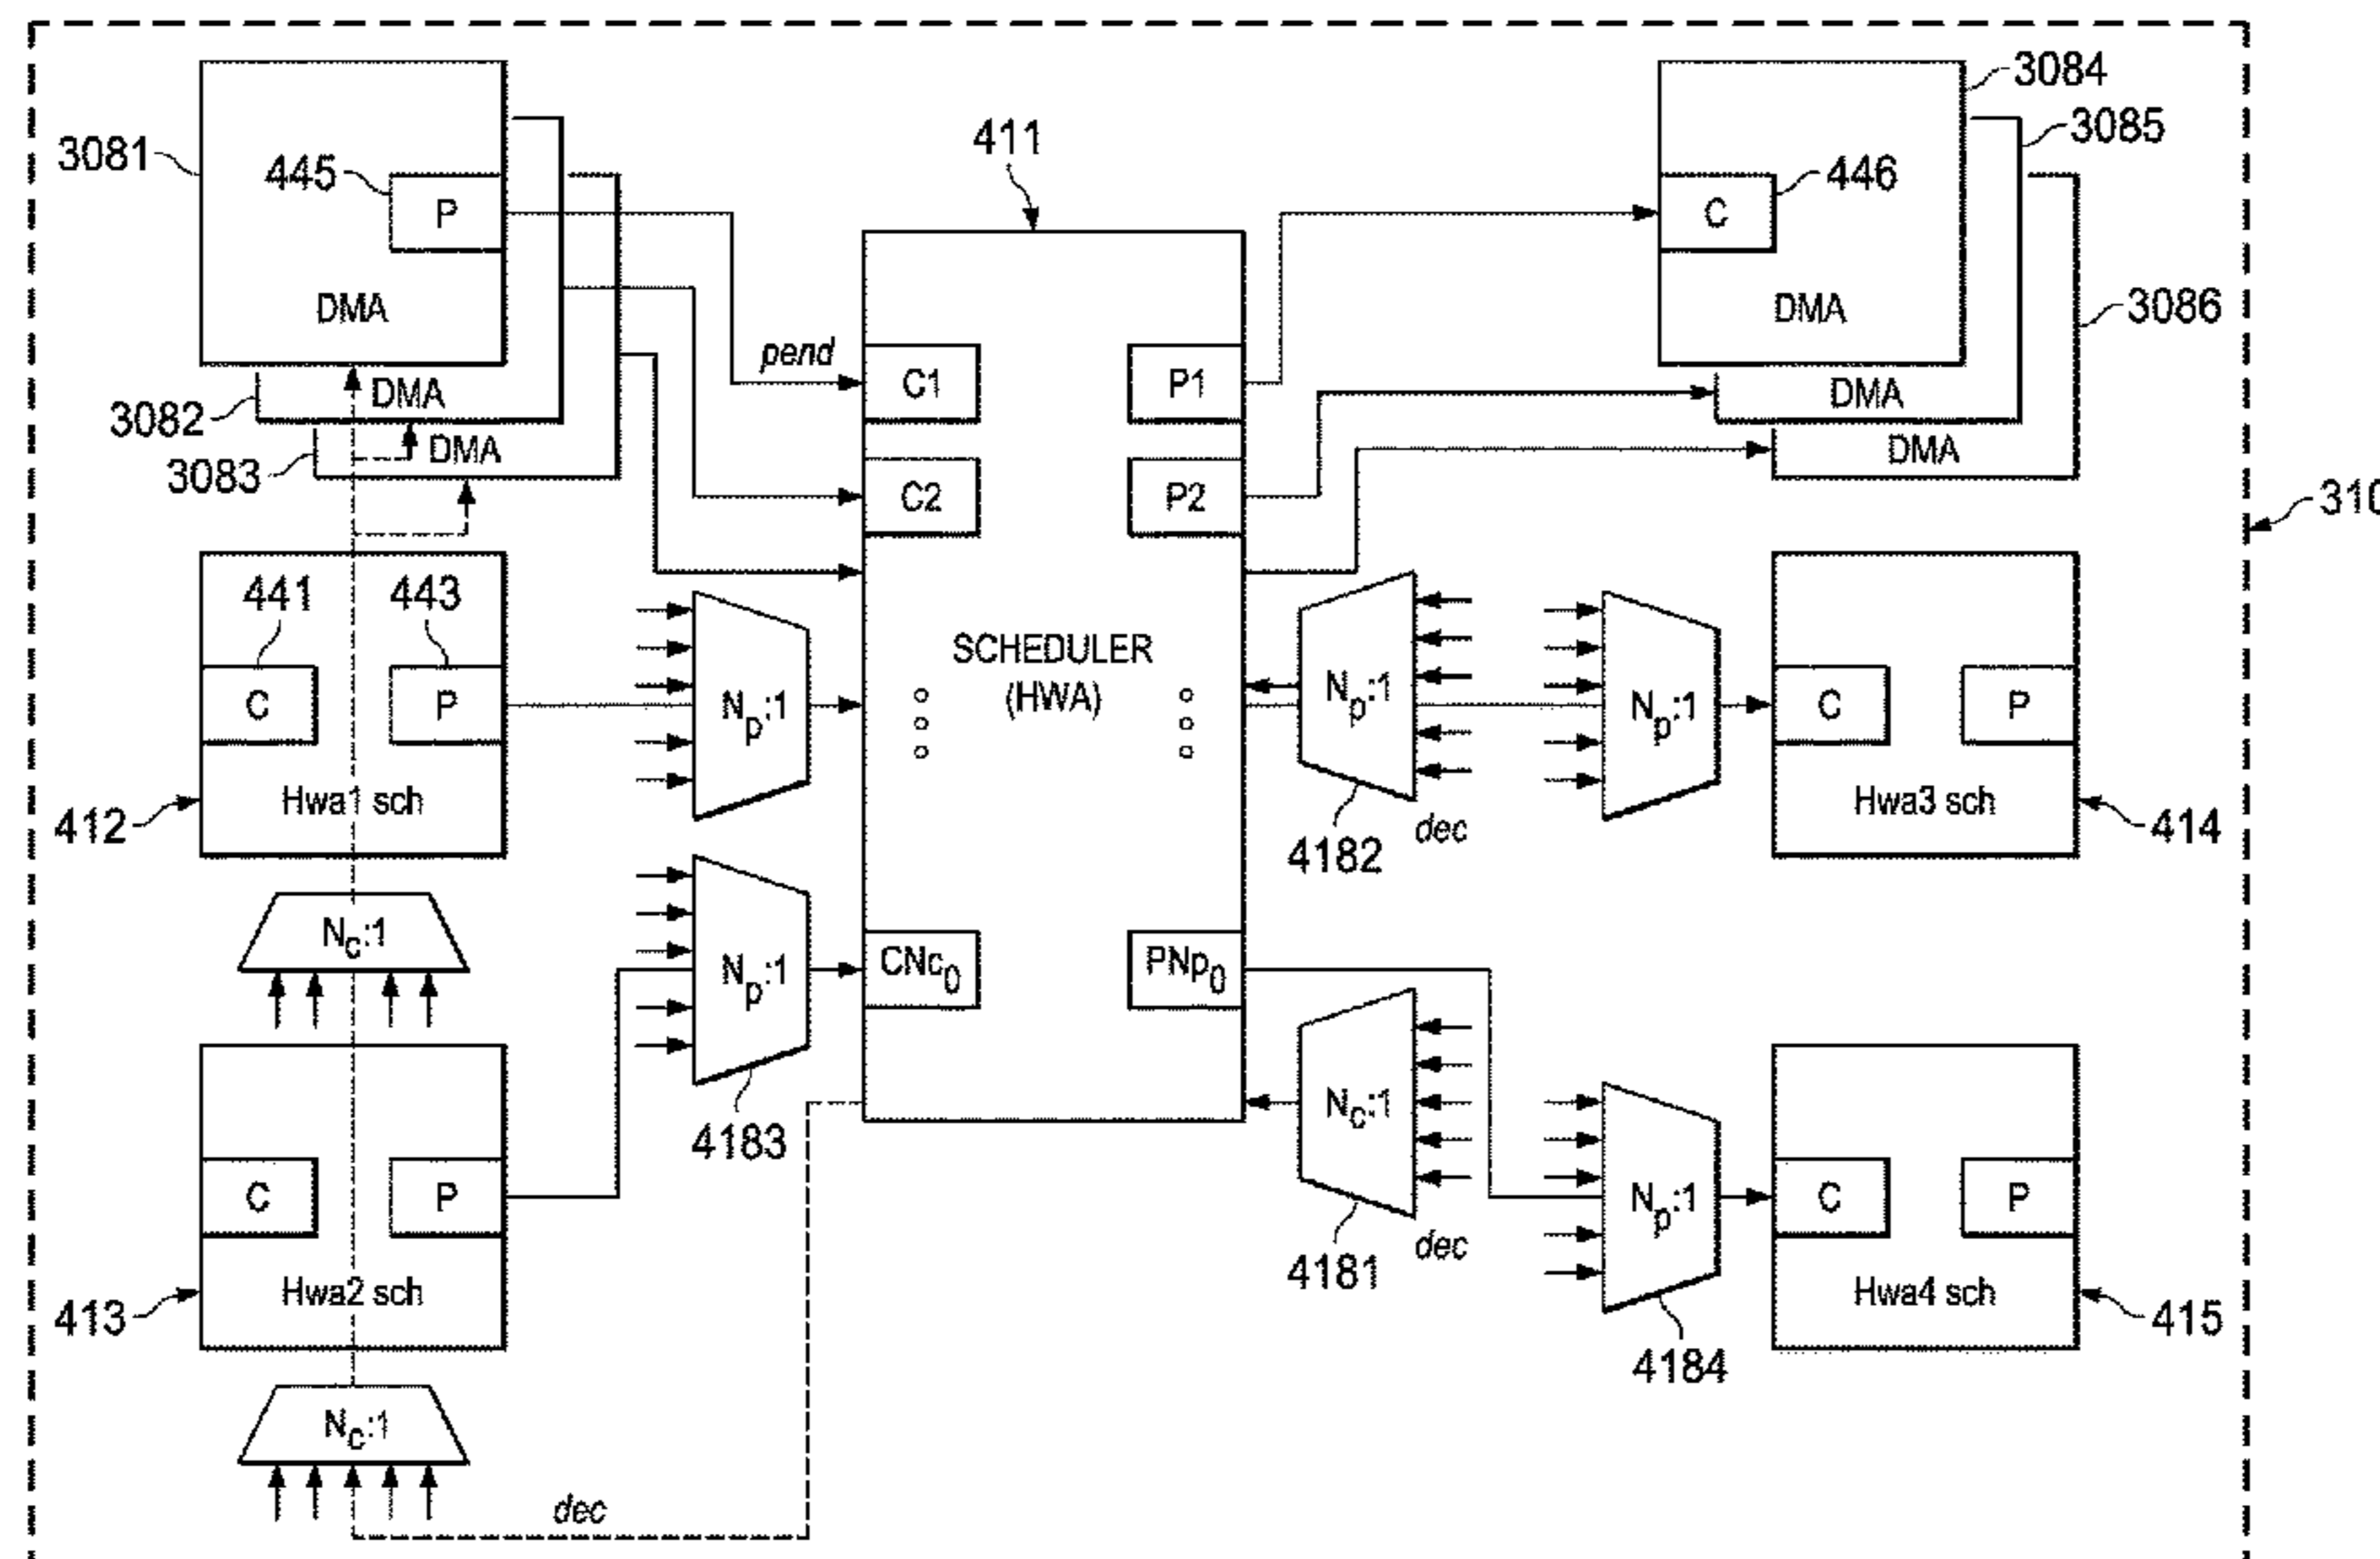 3081
445
P
DMA
3082
DMA
3083
DMA
411
pend
C1
P1
C2
P2
SCHEDULER
(HWA)
CNc0
PNp0
3084
3085
446
C
DMA
3086
DMA
DMA
310
441
443
C
P
Hwa1 sch
412
Np:1
Np:1
4182
dec
Np:1
C
P
Hwa3 sch
414
Nc:1
Np:1
4183
C
P
Hwa2 sch
413
Nc:1
dec
Nc:1
4181
dec
Np:1
4184
C
P
Hwa4 sch
415